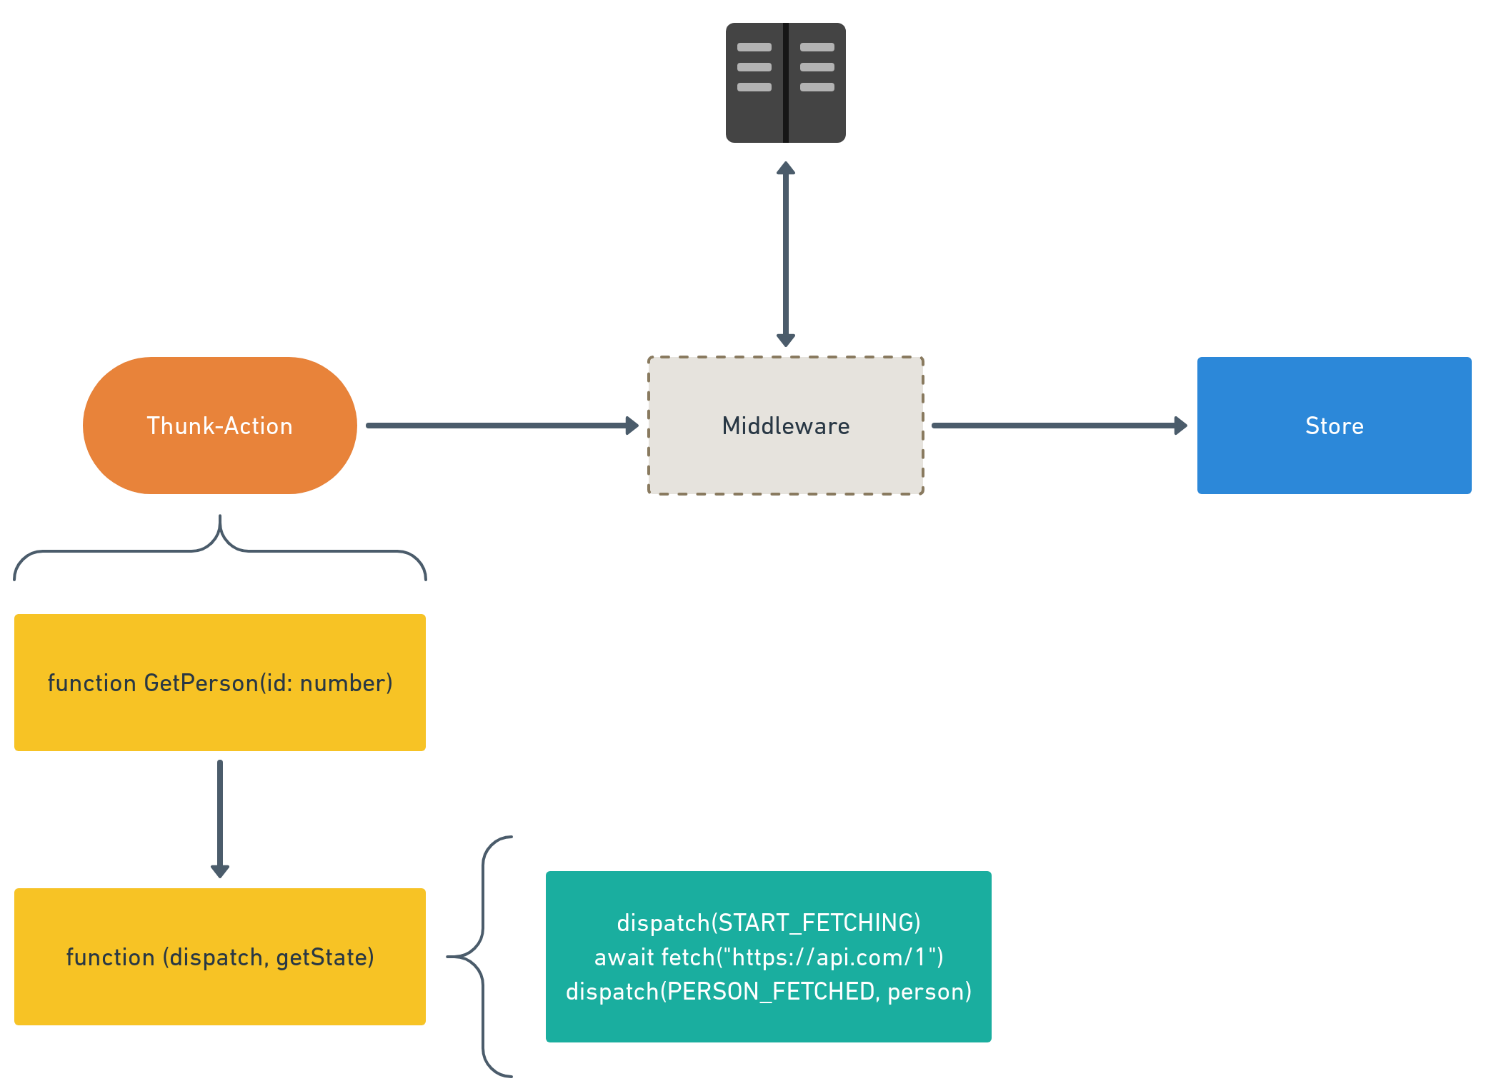 Thunk-Action
Middleware
Store
function GetPerson(id: number)
function (dispatch, getState)
dispatch(START_FETCHING)
await fetch("https://api.com/1")
dispatch(PERSON_FETCHED, person)